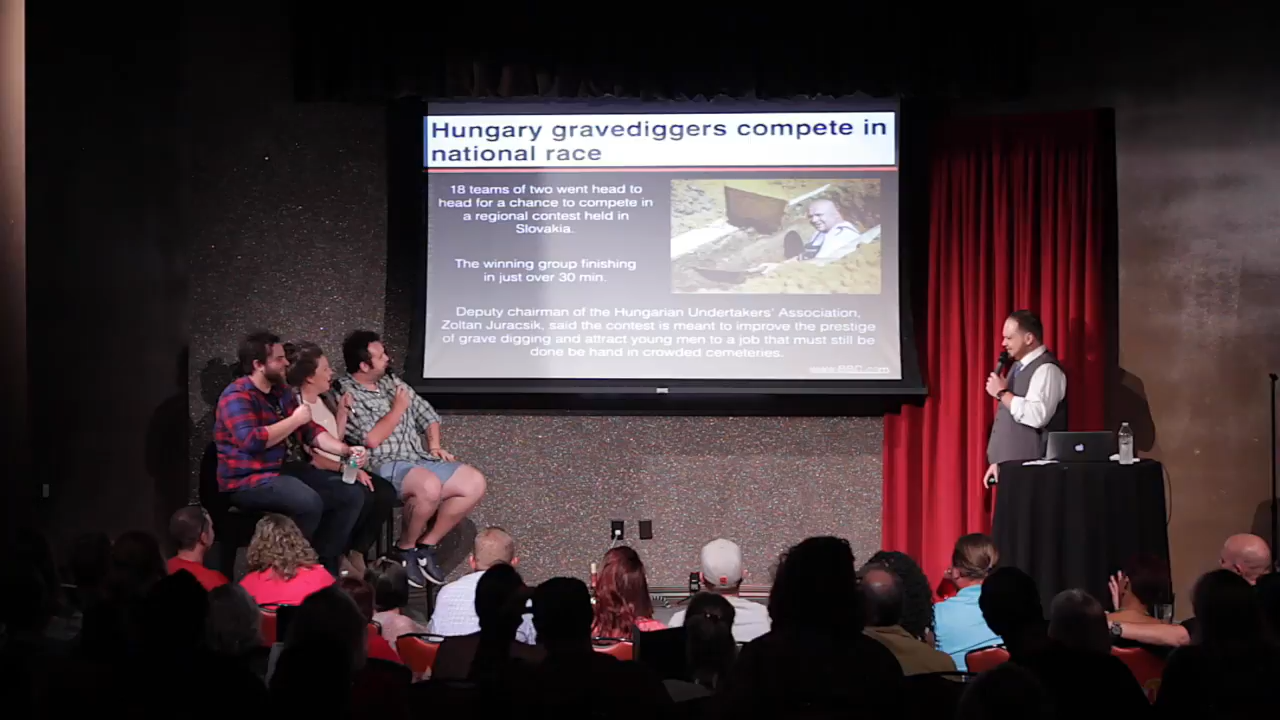 Hungary gravediggers compete in
national race
18 teams of two went head to
head for a chance to compete in
a regional contest held in
Slovakia.
The winning group finishing
in just over 30 min.
Deputy chairman of the Hungarian Undertakers' Association,
Zoltan Juracsik, said the contest is meant to improve the prestige
of grave digging and attract young men to a job that must still be
done be hand in crowded cemeteries.